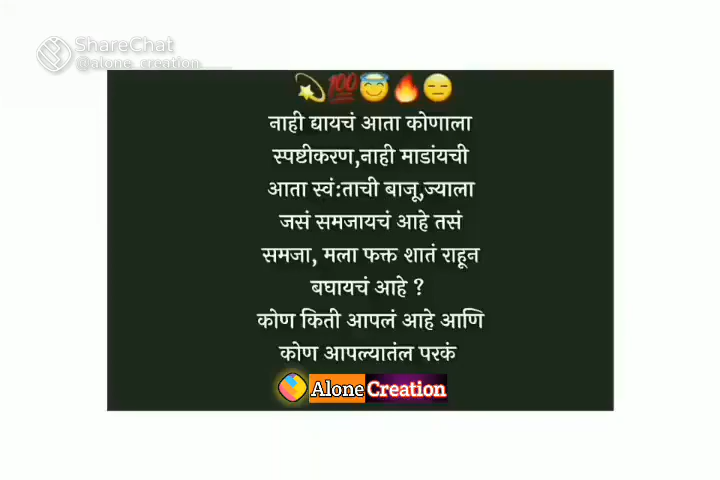 ShareChat
@alone_creation____
💫💯😇🔥😑
नाही द्यायचं आता कोणाला
स्पष्टीकरण,नाही माडांयची
आता स्वं:ताची बाजू,ज्याला
जसं समजायचं आहे तसं
समजा, मला फक्त शातं राहून
बघायचं आहे ?
कोण किती आपलं आहे आणि
कोण आपल्यातंल परकं
Alone Creation